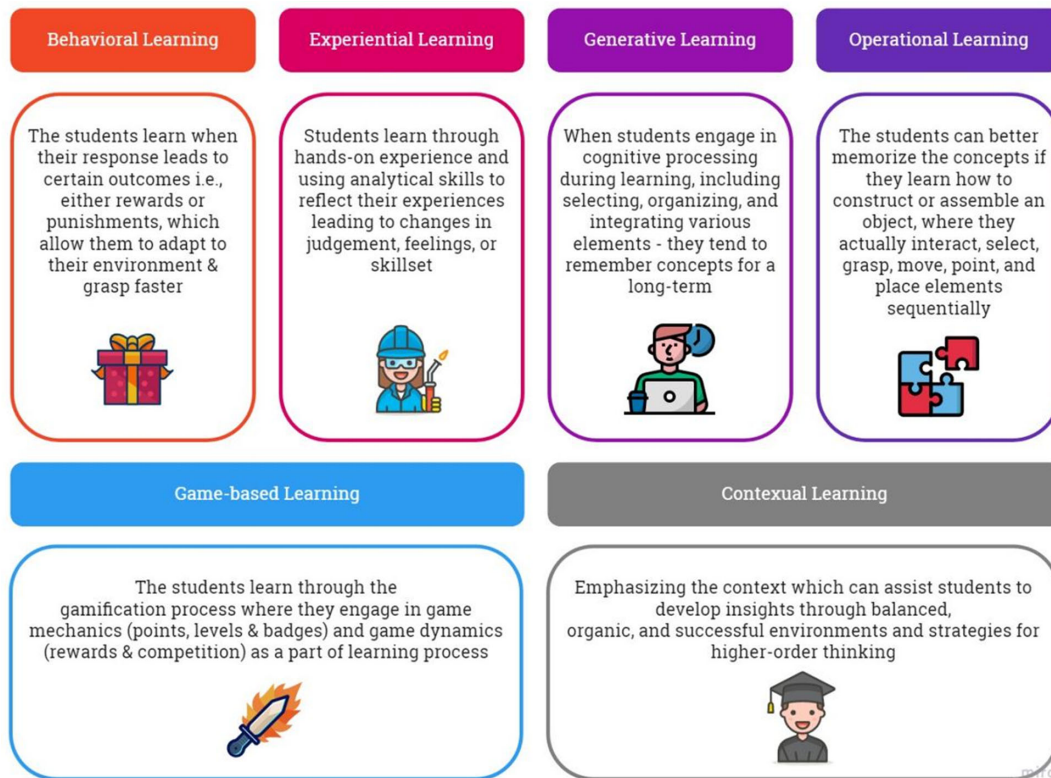 Behavioral Learning
Experiential Learning
Generative Learning
Operational Learning
The students learn when
their response leads to
certain outcomes i.e.,
either rewards or
punishments, which
allow them to adapt to
their environment &
grasp faster
Students learn through
hands-on experience and
using analytical skills to
reflect their experiences
leading to changes in
judgement, feelings, or
skillset
When students engage in
cognitive processing
during learning, including
selecting, organizing, and
integrating various
elements - they tend to
remember concepts for a
long-term
The students can better
memorize the concepts if
they learn how to
construct or assemble an
object, where they
actually interact, select,
grasp, move, point, and
place elements
sequentially
Game-based Learning
Contexual Learning
The students learn through the
gamification process where they engage in game
mechanics (points, levels & badges) and game dynamics
(rewards & competition) as a part of learning process
Emphasizing the context which can assist students to
develop insights through balanced,
organic, and successful environments and strategies for
higher-order thinking